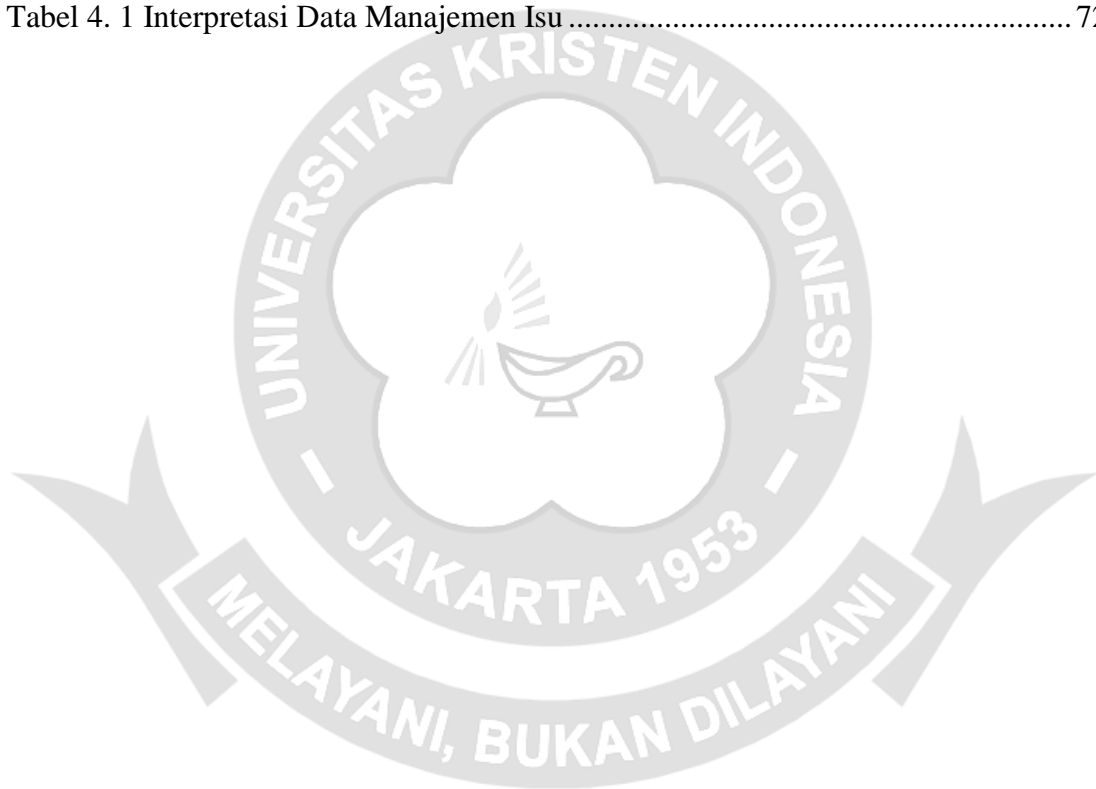 Tabel 4. 1 Interpretasi Data Manajemen Isu ................................................................ 72
UNIVERSITAS KRISTEN INDONESIA
JAKARTA 1953
MELAYANI, BUKAN DILAYANI